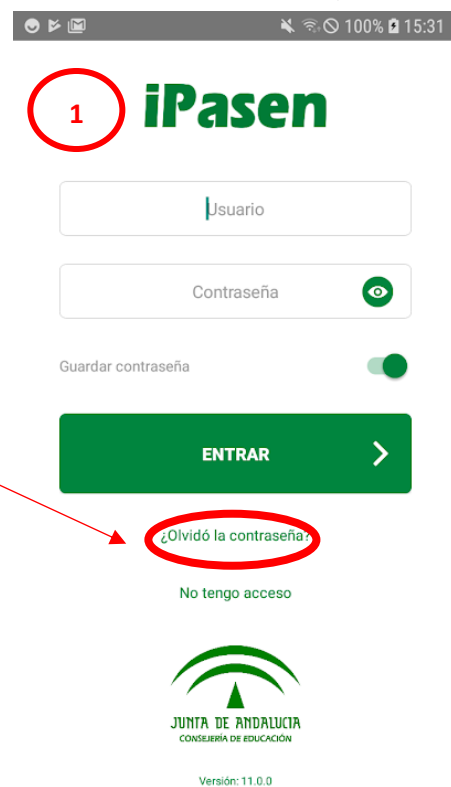 100% 15:31
1
iPasen
Usuario
Contraseña
Guardar contraseña
ENTRAR
¿Olvidó la contraseña?
No tengo acceso
JUNTA DE ANDALUCIA
CONSEJERÍA DE EDUCACIÓN
Versión: 11.0.0